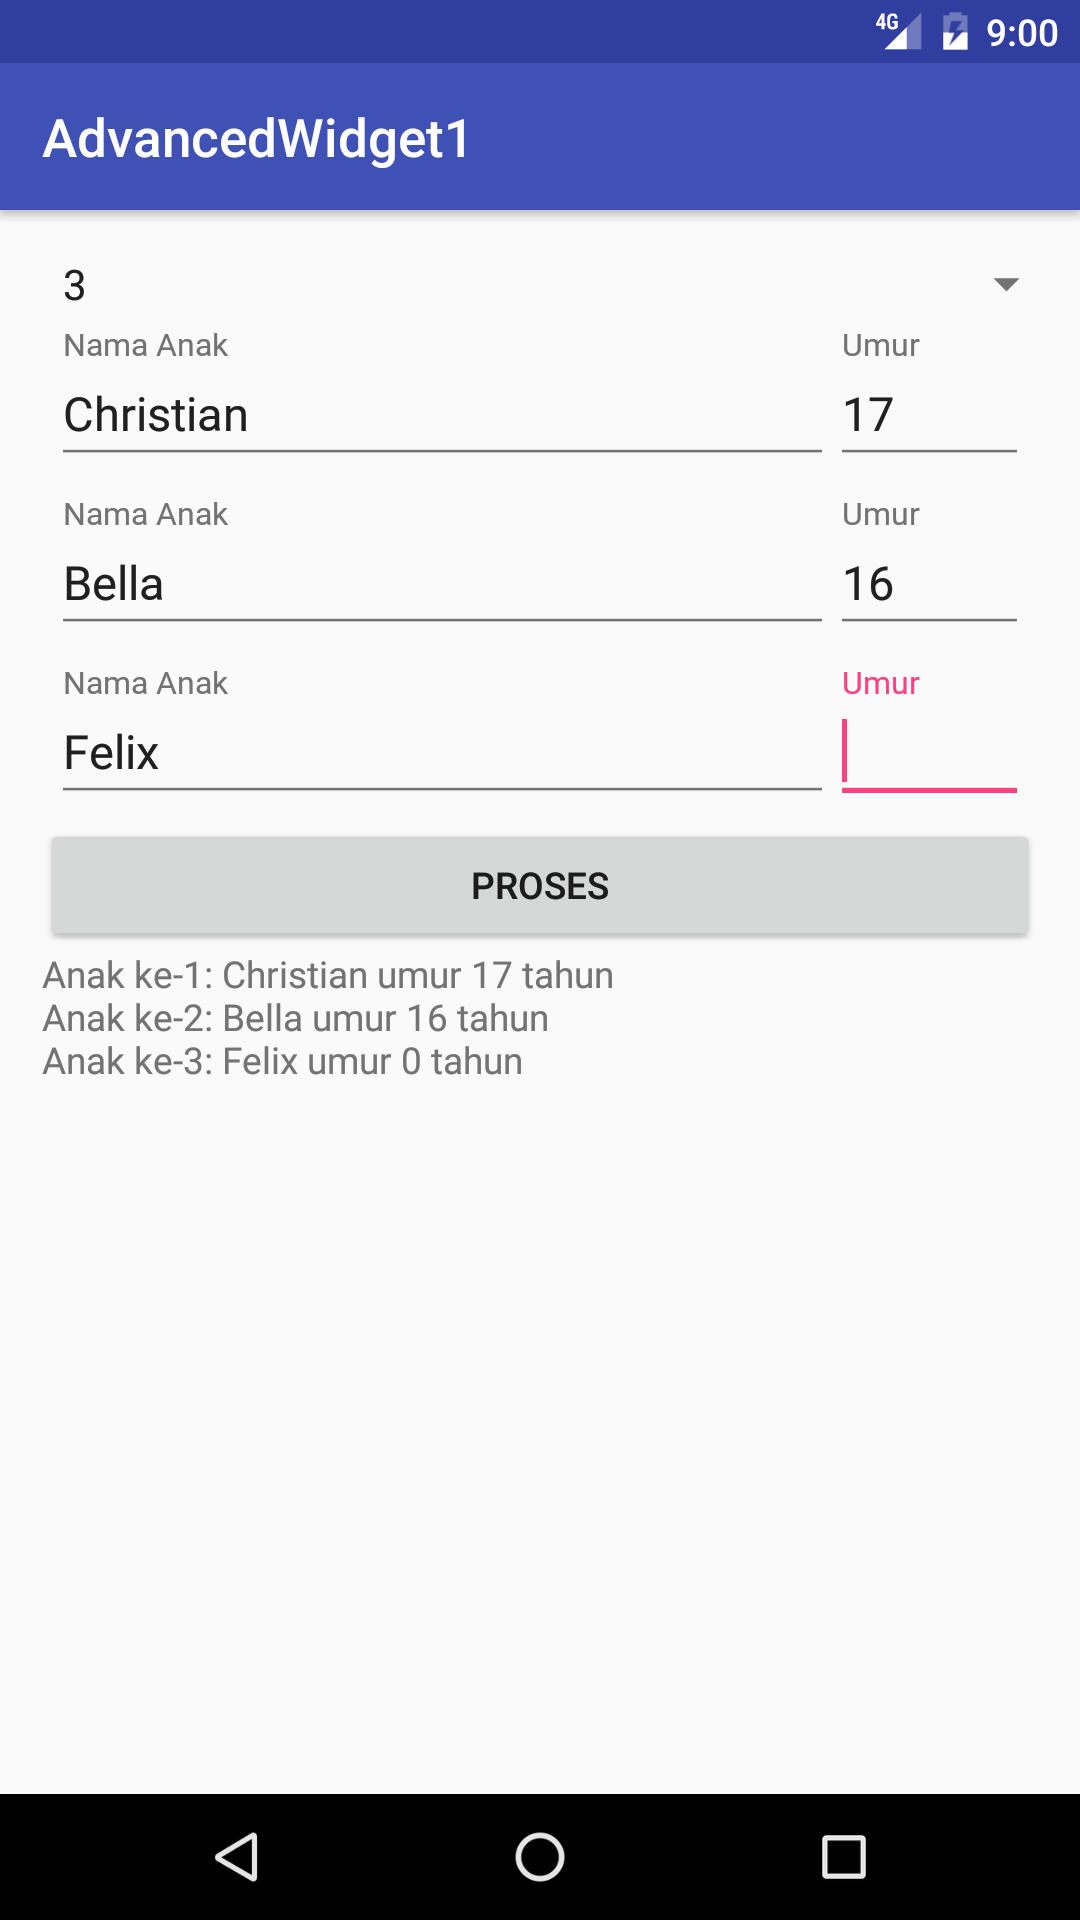 4G 9:00
AdvancedWidget1
3
Nama Anak Umur
Christian 17
Nama Anak Umur
Bella 16
Nama Anak Umur
Felix
PROSES
Anak ke-1: Christian umur 17 tahun
Anak ke-2: Bella umur 16 tahun
Anak ke-3: Felix umur 0 tahun